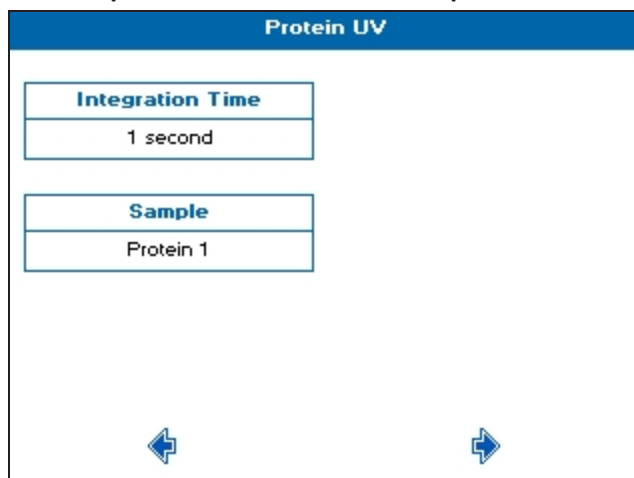 Protein UV
Integration Time
1 second
Sample
Protein 1